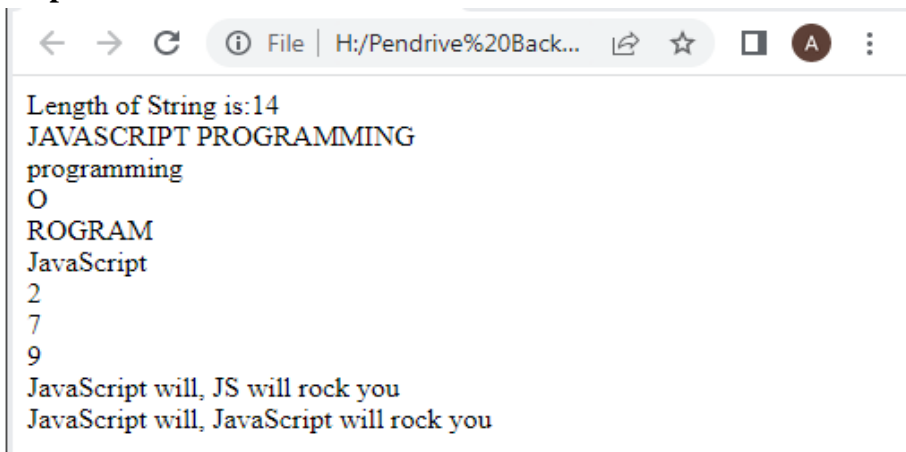 File | H:/Pendrive%20Back... A
Length of String is:14
JAVASCRIPT PROGRAMMING
programming
O
ROGRAM
JavaScript
2
7
9
JavaScript will, JS will rock you
JavaScript will, JavaScript will rock you